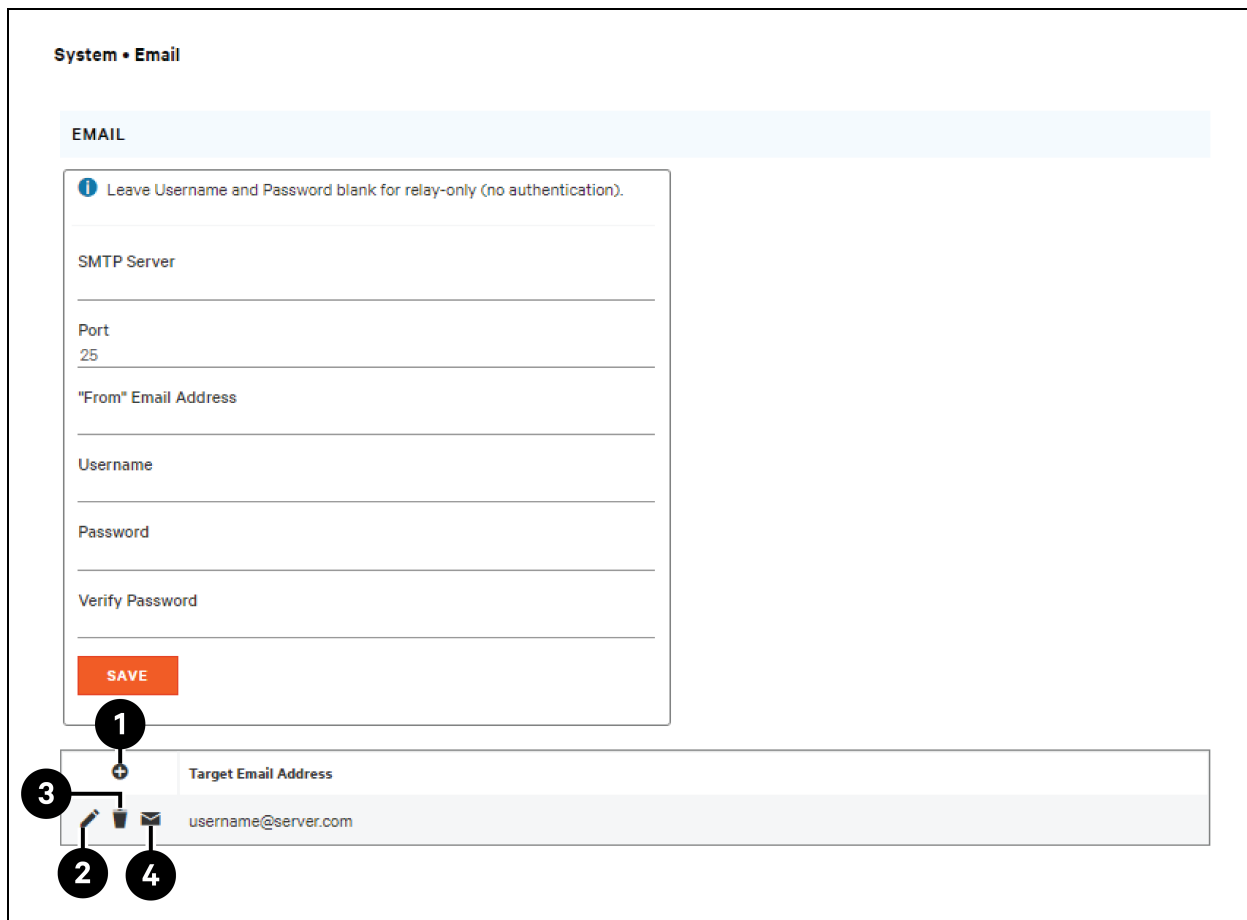 System • Email
EMAIL
Leave Username and Password blank for relay-only (no authentication).
SMTP Server
Port
25
"From" Email Address
Username
Password
Verify Password
SAVE
1
Target Email Address
3
username@server.com
2
4